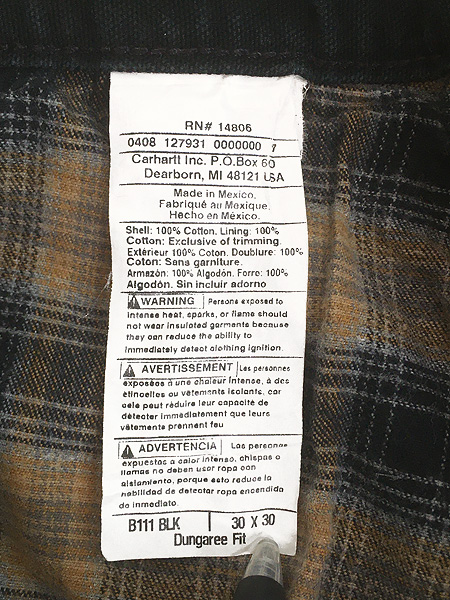 RN# 14806
0408 127931 0000000 7
Carhartt Inc. P.O.Box 60
Dearborn, MI 48121 USA
Made in Mexico.
Fabriqué au Mexique.
Hecho en México.
Shell: 100% Cotton. Lining: 100%
Cotton: Exclusive of trimming.
Extérieur 100% Coton. Doublure: 100%
Coton: Sans garniture.
Armazón: 100% Algodón. Forro: 100%
Algodón. Sin incluir adorno
WARNING Persons exposed to
intense heat, sparks, or flame should
not wear insulated garments because
they can reduce the ability to
immediately detect clothing ignition.
AVERTISSEMENT Les personnes
exposées à une chaleur intense, à des
étincelles ou vêtements isolants, car
cela peut réduire leur capacité de
détecter immédiatement que leurs
vêtements prennent feu
ADVERTENCIA Las personas
expuestas a calor intenso, chispas o
llamas no deben usar ropa con
aislamiento, porque esto reduce la
habilidad de detectar ropa encendida
de inmediato.
B111 BLK 30 X 30
Dungaree Fit